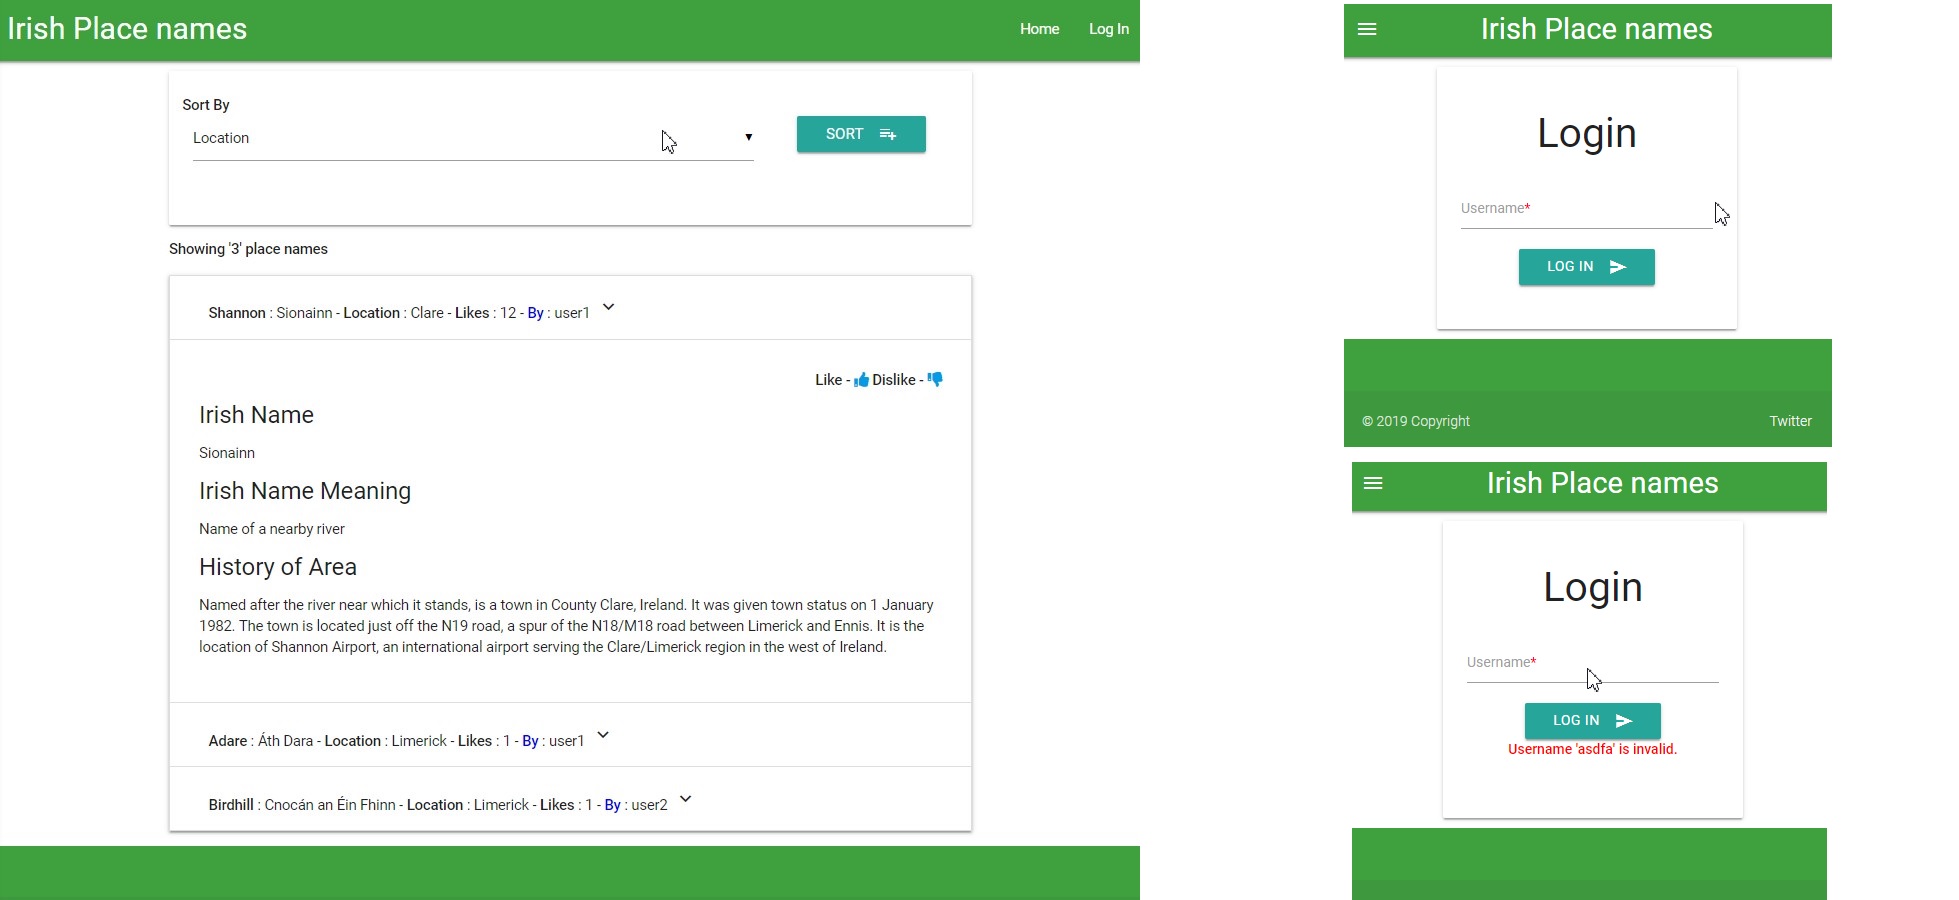 Irish Place names
Home
Log In
Sort By
Location
SORT
Showing '3' place names
Shannon : Sionainn - Location : Clare - Likes : 12 - By : user1
Like - Dislike -
Irish Name
Sionainn
Irish Name Meaning
Name of a nearby river
History of Area
Named after the river near which it stands, is a town in County Clare, Ireland. It was given town status on 1 January
1982. The town is located just off the N19 road, a spur of the N18/M18 road between Limerick and Ennis. It is the
location of Shannon Airport, an international airport serving the Clare/Limerick region in the west of Ireland.
Adare : Áth Dara - Location : Limerick - Likes : 1 - By : user1
Birdhill : Cnocán an Éin Fhinn - Location : Limerick - Likes : 1 - By : user2
Irish Place names
Login
Username*
LOG IN
© 2019 Copyright
Twitter
Irish Place names
Login
Username*
LOG IN
Username 'asdfa' is invalid.